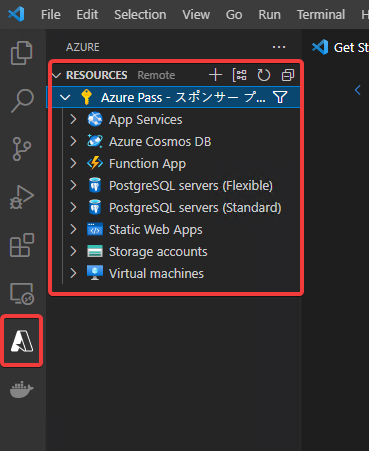 File Edit Selection View Go Run Terminal H
AZURE ...
Get St
RESOURCES Remote
Azure Pass - スポンサー プ...
App Services
Azure Cosmos DB
Function App
PostgreSQL servers (Flexible)
PostgreSQL servers (Standard)
Static Web Apps
Storage accounts
Virtual machines